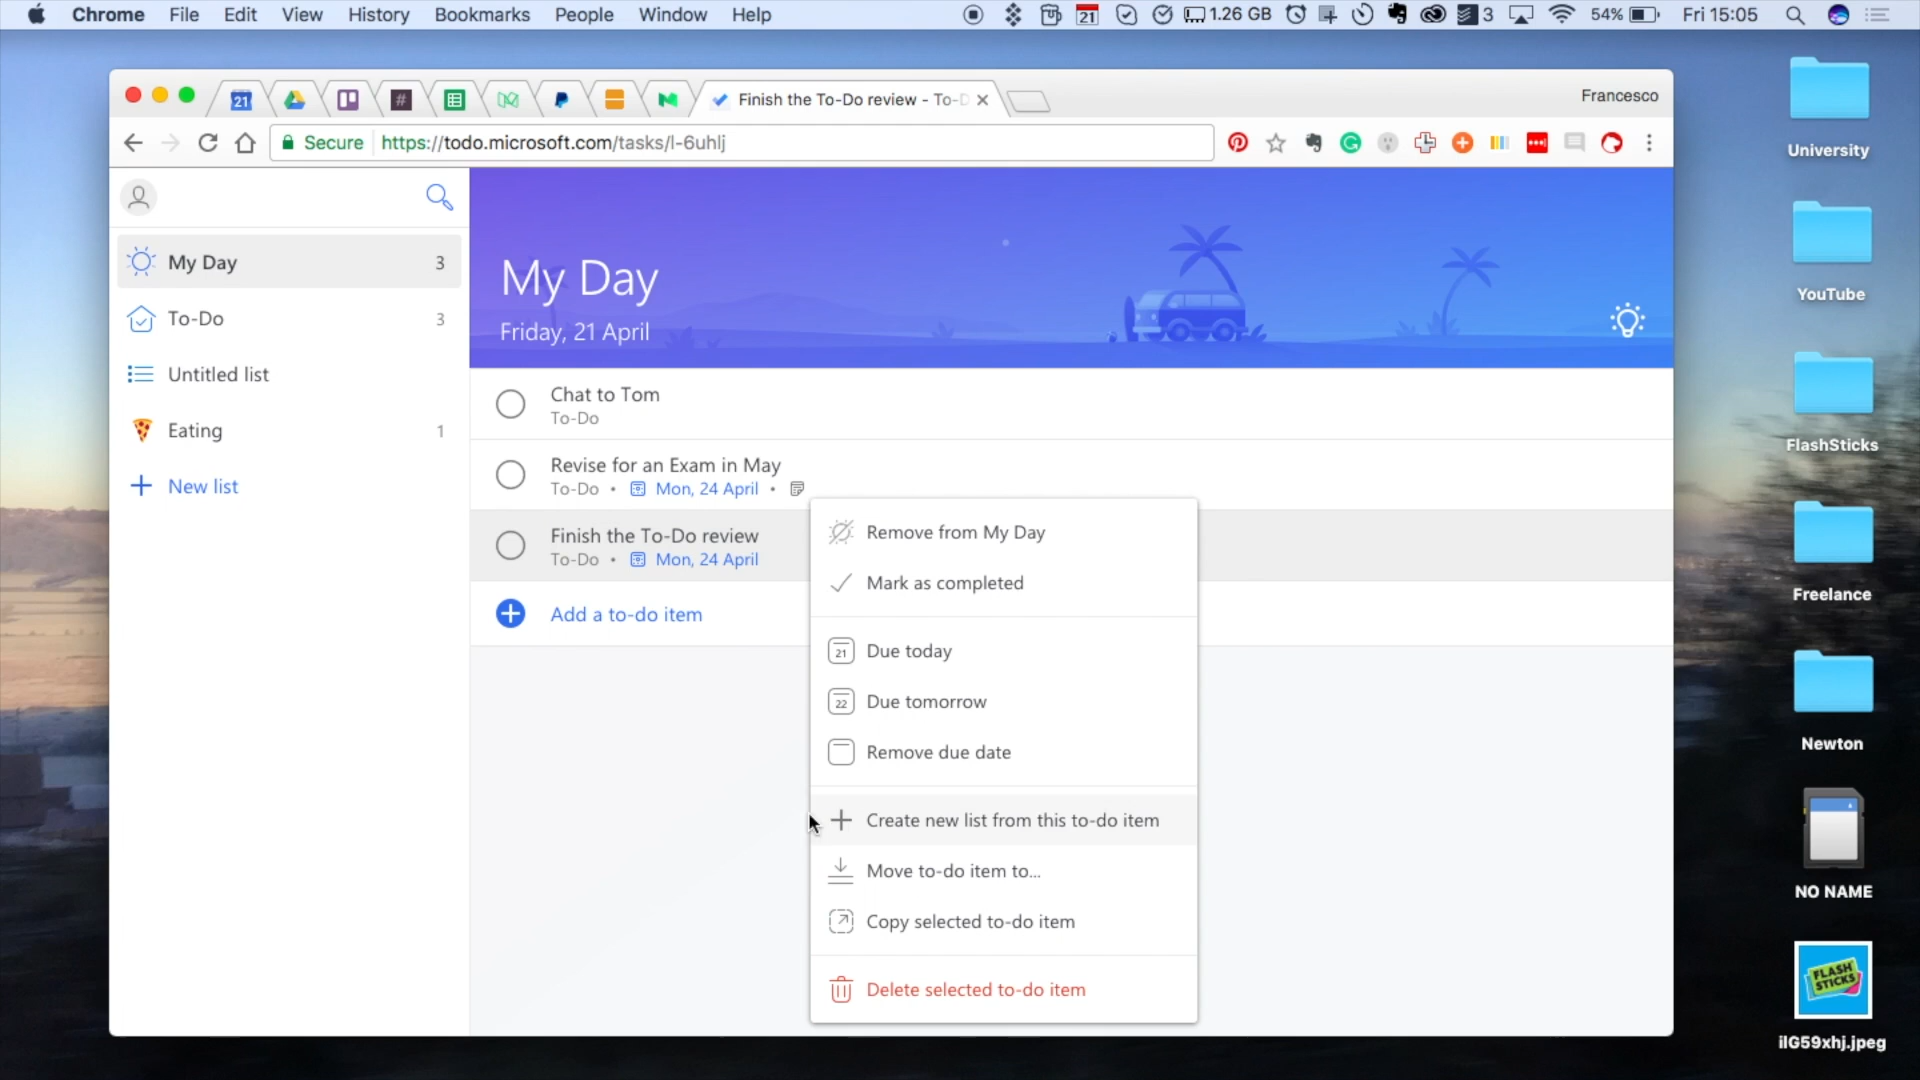 Chrome File Edit View History Bookmarks People Window Help 21 1.26 GB 3 54% Fri 15:05
21 # Finish the To-Do review - To-D Francesco
Secure https://todo.microsoft.com/tasks/l-6uhlj
My Day 3
To-Do 3
Untitled list
Eating 1
New list
My Day
Friday, 21 April
Chat to Tom
To-Do
Revise for an Exam in May
To-Do • Mon, 24 April •
Finish the To-Do review
To-Do • Mon, 24 April
Add a to-do item
Remove from My Day
Mark as completed
21 Due today
22 Due tomorrow
Remove due date
Create new list from this to-do item
Move to-do item to...
Copy selected to-do item
Delete selected to-do item
University
YouTube
FlashSticks
Freelance
Newton
NO NAME
FLASH
STICKS
ilG59xhj.jpeg